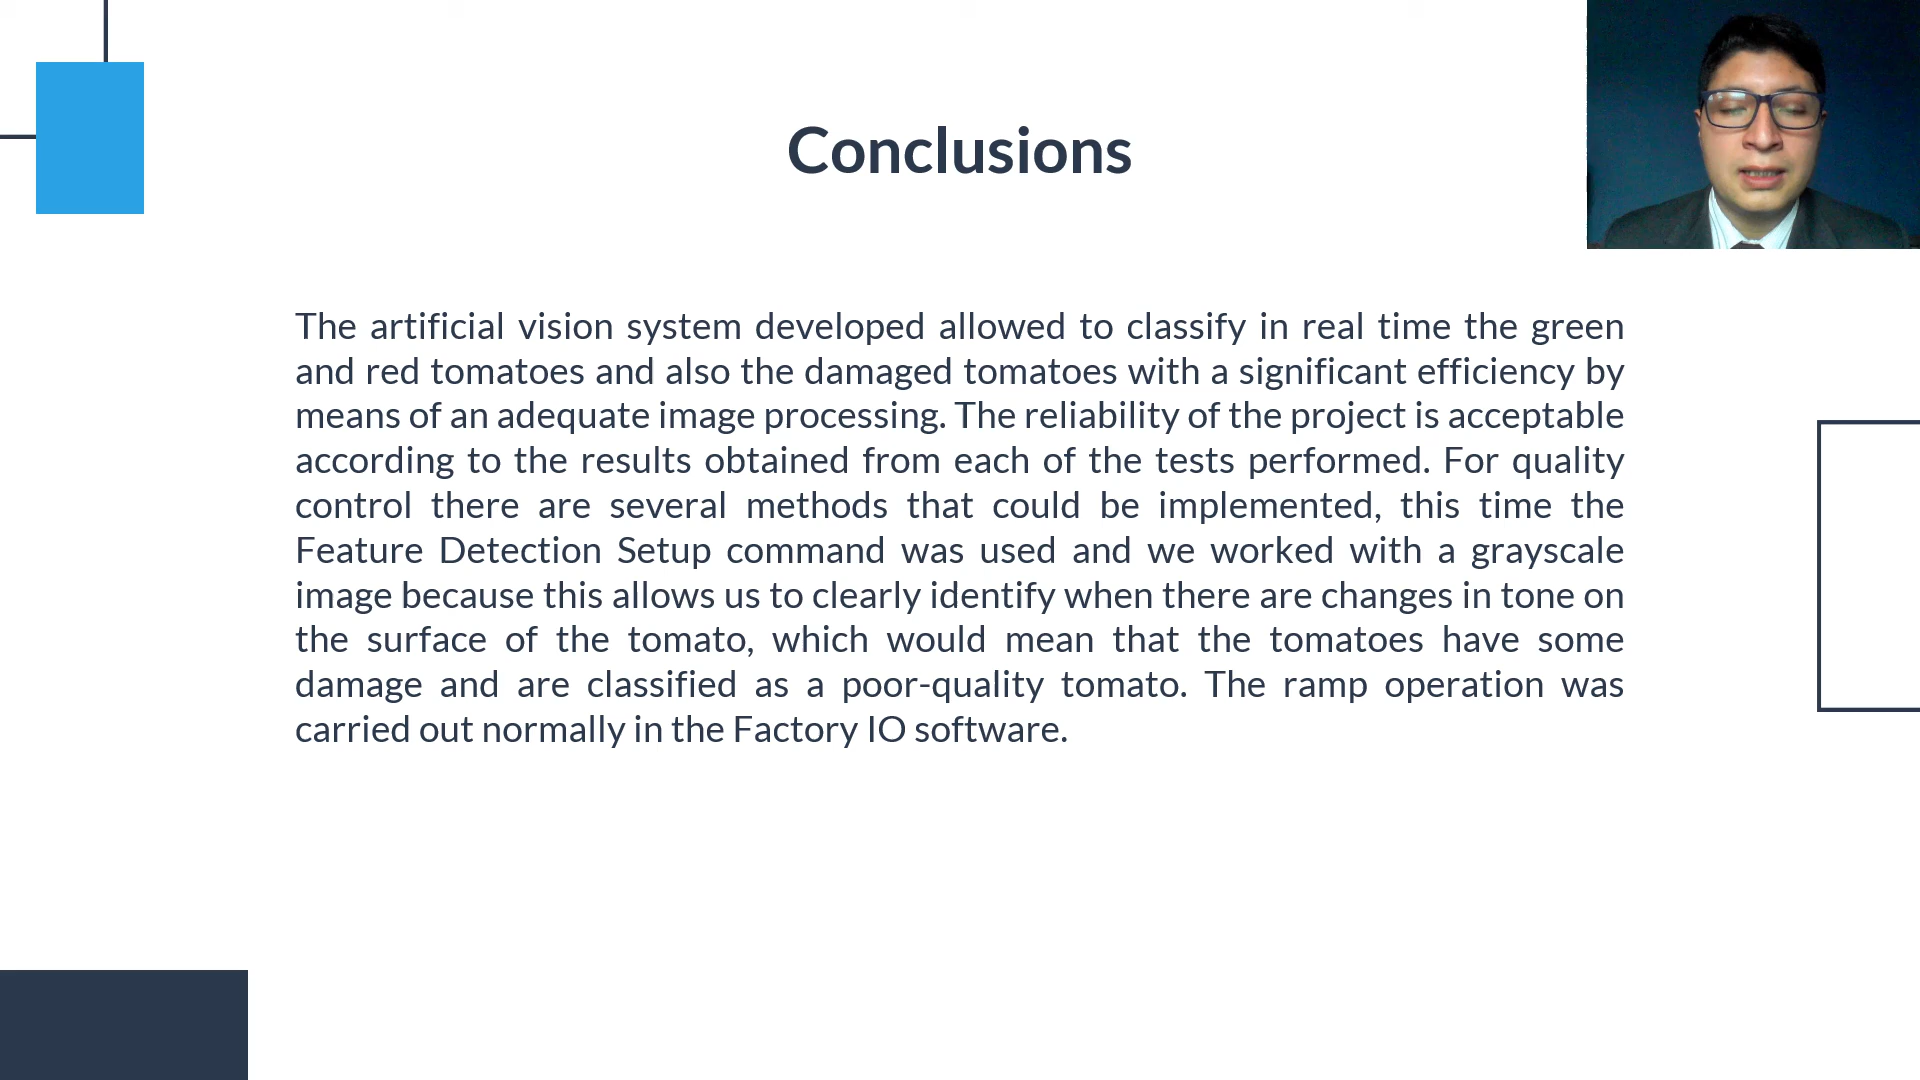 Conclusions
The artificial vision system developed allowed to classify in real time the green
and red tomatoes and also the damaged tomatoes with a significant efficiency by
means of an adequate image processing. The reliability of the project is acceptable
according to the results obtained from each of the tests performed. For quality
control there are several methods that could be implemented, this time the
Feature Detection Setup command was used and we worked with a grayscale
image because this allows us to clearly identify when there are changes in tone on
the surface of the tomato, which would mean that the tomatoes have some
damage and are classified as a poor-quality tomato. The ramp operation was
carried out normally in the Factory IO software.